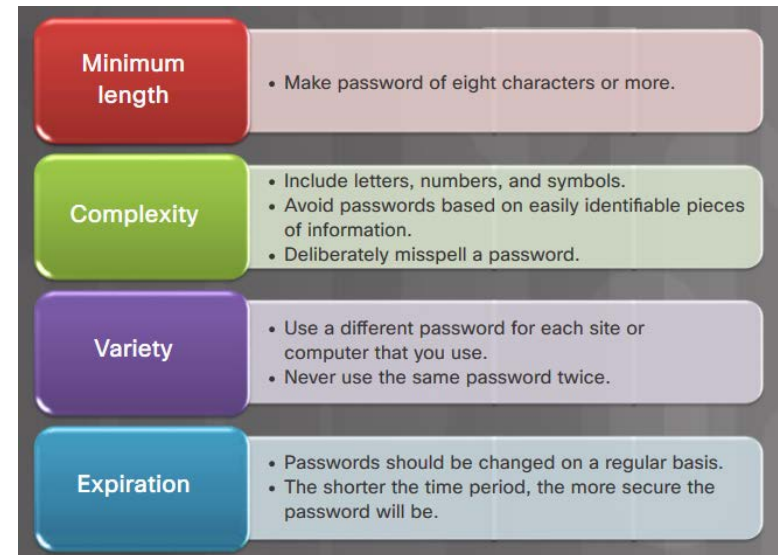 Minimum
length
• Make password of eight characters or more.
Complexity
• Include letters, numbers, and symbols.
• Avoid passwords based on easily identifiable pieces
of information.
• Deliberately misspell a password.
Variety
• Use a different password for each site or
computer that you use.
• Never use the same password twice.
Expiration
• Passwords should be changed on a regular basis.
• The shorter the time period, the more secure the
password will be.